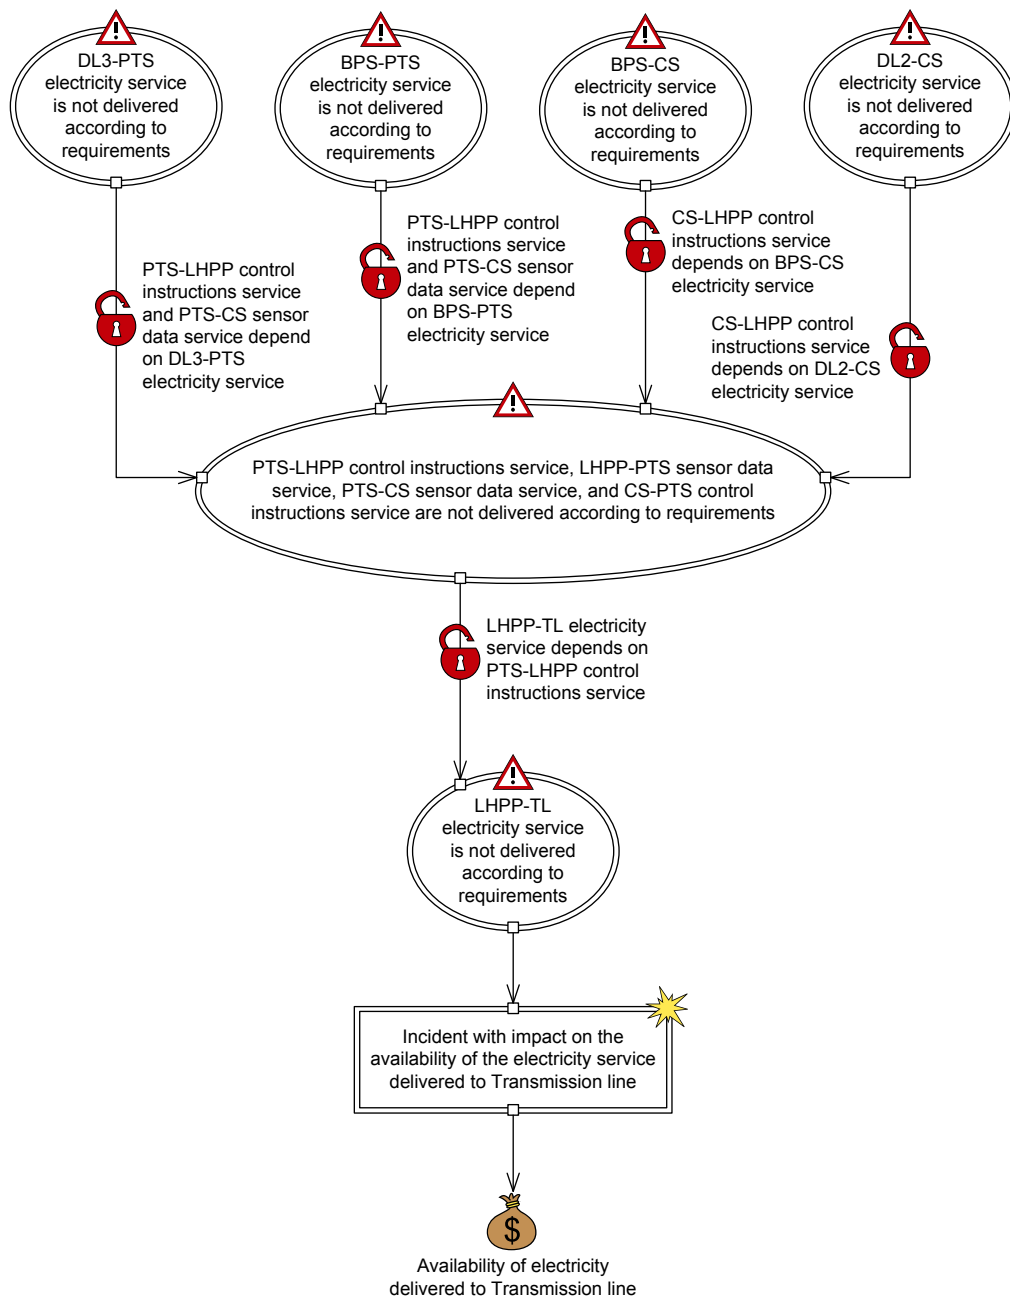 DL3-PTS
electricity service
is not delivered
according to
requirements
BPS-PTS
electricity service
is not delivered
according to
requirements
BPS-CS
electricity service
is not delivered
according to
requirements
DL2-CS
electricity service
is not delivered
according to
requirements
PTS-LHPP control
instructions service
and PTS-CS sensor
data service depend
on DL3-PTS
electricity service
PTS-LHPP control
instructions service
and PTS-CS sensor
data service depend
on BPS-PTS
electricity service
CS-LHPP control
instructions service
depends on BPS-CS
electricity service
CS-LHPP control
instructions service
depends on DL2-CS
electricity service
PTS-LHPP control instructions service, LHPP-PTS sensor data
service, PTS-CS sensor data service, and CS-PTS control
instructions service are not delivered according to requirements
LHPP-TL electricity
service depends on
PTS-LHPP control
instructions service
LHPP-TL
electricity service
is not delivered
according to
requirements
Incident with impact on the
availability of the electricity service
delivered to Transmission line
$
Availability of electricity
delivered to Transmission line